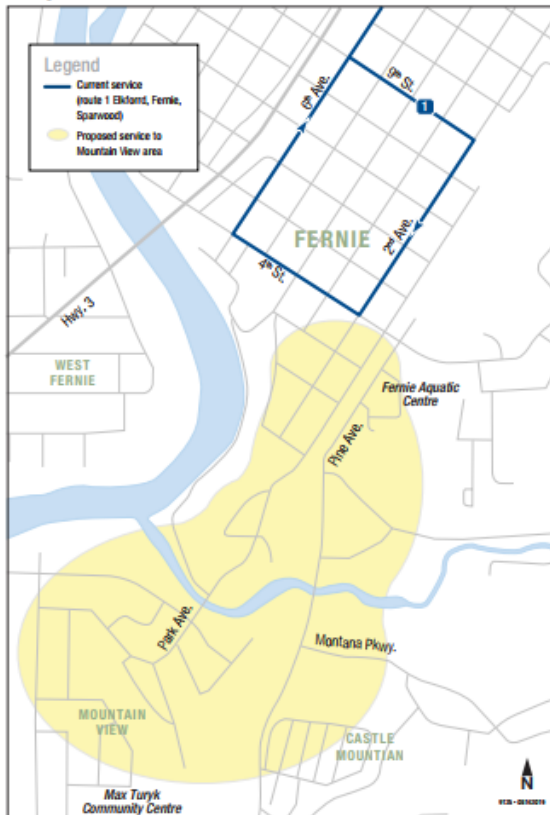 Legend
Current service
(route 1 Elkford, Fernie,
Sparwood)
Proposed service to
Mountain View area
6th Ave.
9th St.
1
FERNIE
2nd Ave.
4th St.
Hwy. 3
WEST
FERNIE
Fernie Aquatic
Centre
Pine Ave.
Park Ave.
Montana Pkwy.
MOUNTAIN
VIEW
CASTLE
MOUNTIAN
Max Turyk
Community Centre
N